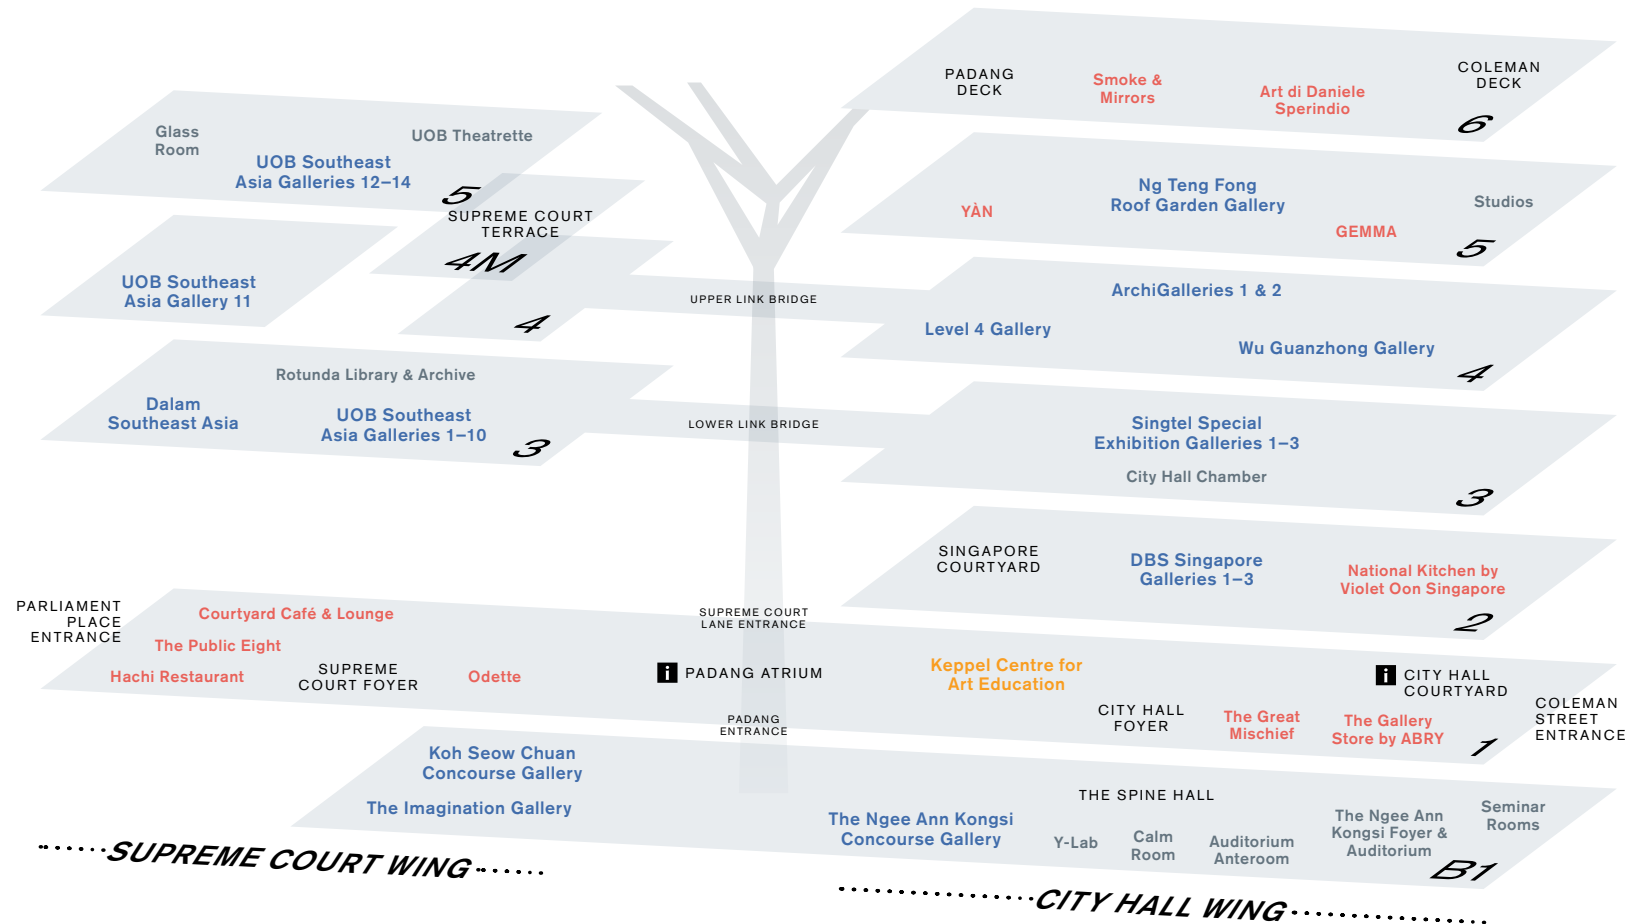 PADANG
DECK
Smoke &
Mirrors
Art di Daniele
Sperindio
COLEMAN
DECK
6
Glass
Room
UOB Theatrette
UOB Southeast
Asia Galleries 12–14
5
SUPREME COURT
TERRACE
4M
YÀN
Ng Teng Fong
Roof Garden Gallery
GEMMA
Studios
5
UOB Southeast
Asia Gallery 11
4
UPPER LINK BRIDGE
ArchiGalleries 1 & 2
Level 4 Gallery
Wu Guanzhong Gallery
4
Rotunda Library & Archive
Dalam
Southeast Asia
UOB Southeast
Asia Galleries 1–10
3
LOWER LINK BRIDGE
Singtel Special
Exhibition Galleries 1–3
City Hall Chamber
3
SINGAPORE
COURTYARD
DBS Singapore
Galleries 1–3
National Kitchen by
Violet Oon Singapore
2
PARLIAMENT
PLACE
ENTRANCE
Courtyard Café & Lounge
The Public Eight
Hachi Restaurant
SUPREME
COURT FOYER
Odette
SUPREME COURT
LANE ENTRANCE
i PADANG ATRIUM
PADANG
ENTRANCE
Keppel Centre for
Art Education
CITY HALL
FOYER
The Great
Mischief
i CITY HALL
COURTYARD
The Gallery
Store by ABRY
1
COLEMAN
STREET
ENTRANCE
Koh Seow Chuan
Concourse Gallery
The Imagination Gallery
The Ngee Ann Kongsi
Concourse Gallery
THE SPINE HALL
Y-Lab
Calm
Room
Auditorium
Anteroom
The Ngee Ann
Kongsi Foyer &
Auditorium
Seminar
Rooms
B1
SUPREME COURT WING
CITY HALL WING